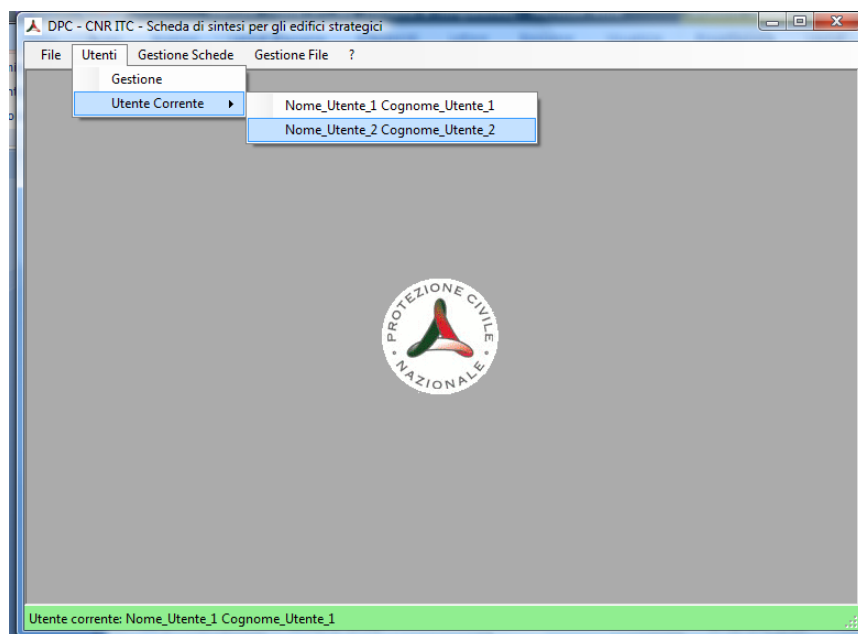 DPC - CNR ITC - Scheda di sintesi per gli edifici strategici
File Utenti Gestione Schede Gestione File ?
Gestione
Utente Corrente
Nome_Utente_1 Cognome_Utente_1
Nome_Utente_2 Cognome_Utente_2
PROTEZIONE CIVILE
NAZIONALE
Utente corrente: Nome_Utente_1 Cognome_Utente_1